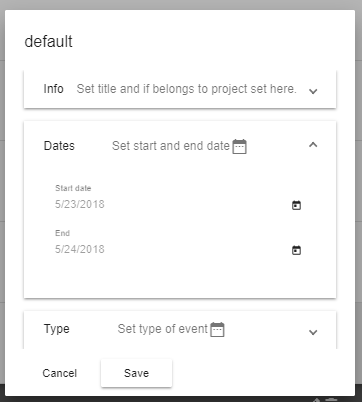 default
Info Set title and if belongs to project set here.
Dates Set start and end date
Start date
5/23/2018
End
5/24/2018
Type Set type of event
Cancel Save